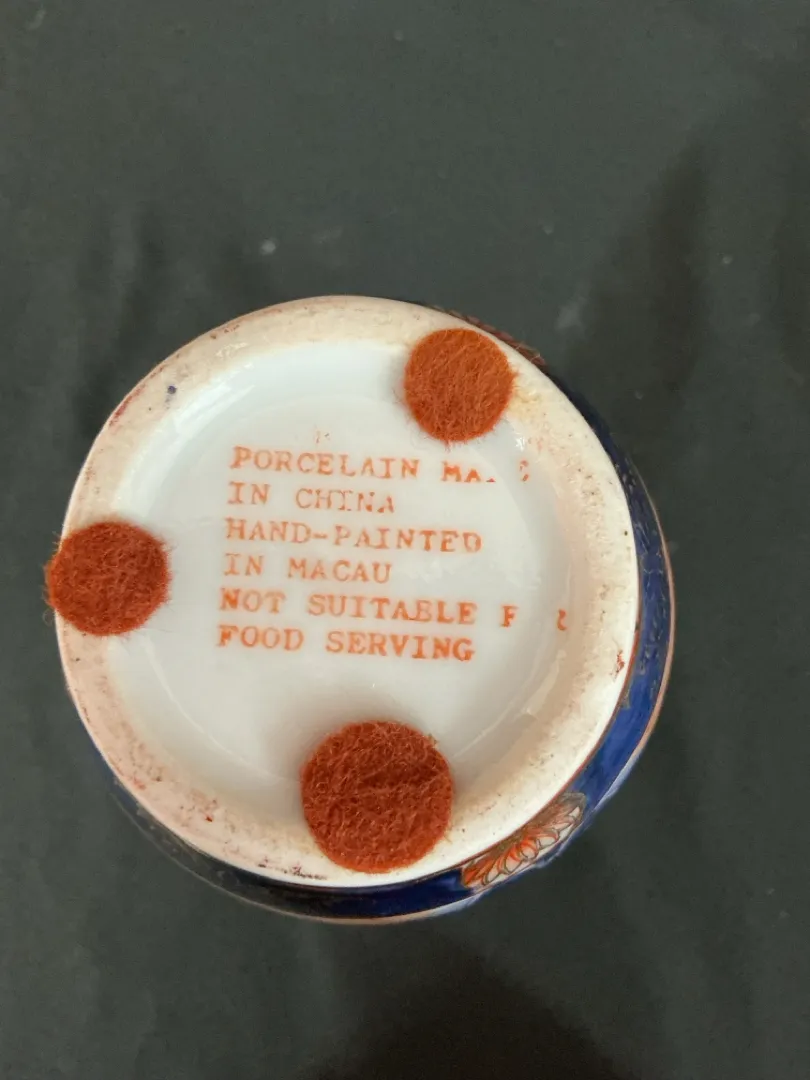 PORCELAIN
IN CHINA
HAND-PAINTED
IN MACAU
NOT SUITABLE
FOOD SERVING